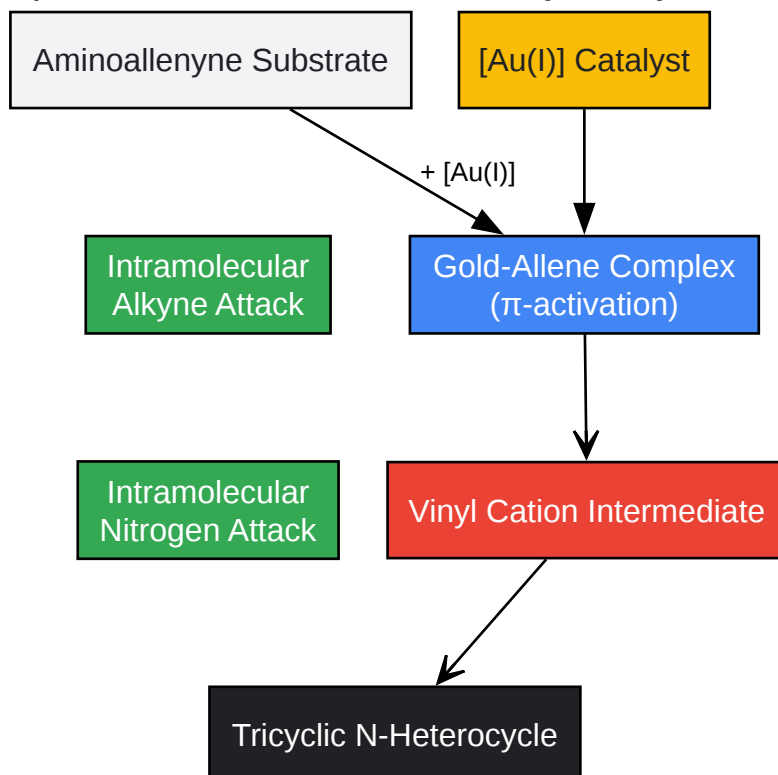 Aminoallenyne Substrate
[Au(I)] Catalyst
+ [Au(I)]
Intramolecular
Alkyne Attack
Gold-Allene Complex
(π-activation)
Intramolecular
Nitrogen Attack
Vinyl Cation Intermediate
Tricyclic N-Heterocycle